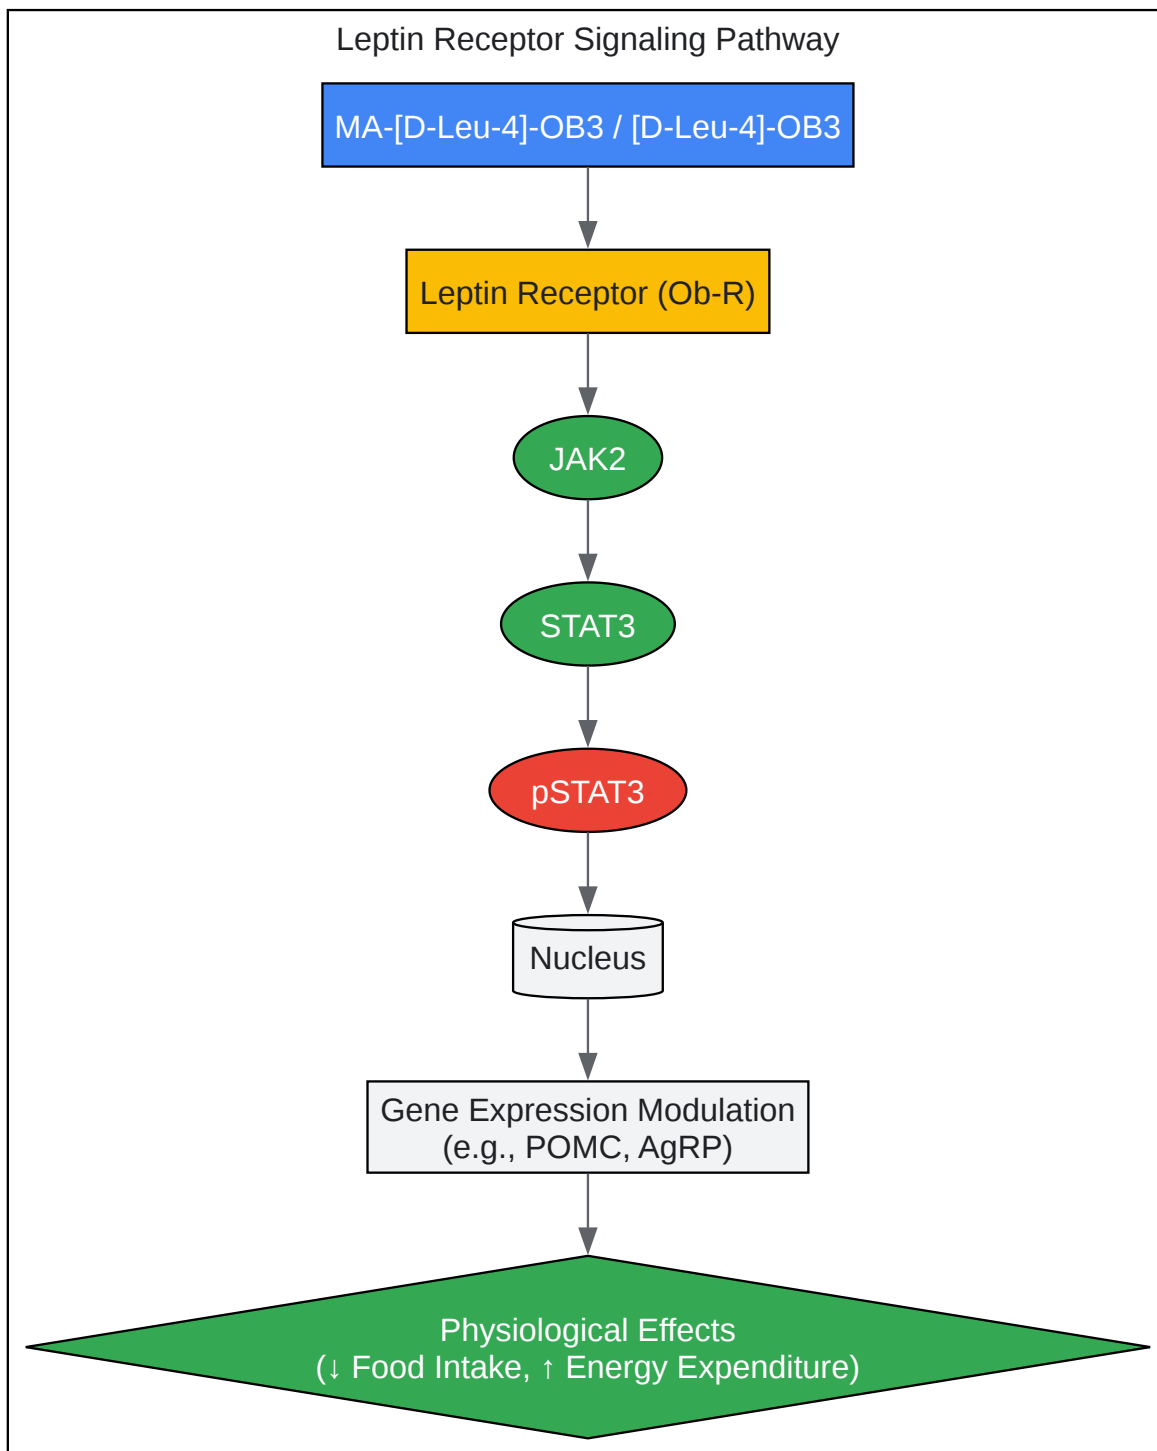 Leptin Receptor Signaling Pathway
MA-[D-Leu-4]-OB3 / [D-Leu-4]-OB3
Leptin Receptor (Ob-R)
JAK2
STAT3
pSTAT3
Nucleus
Gene Expression Modulation
(e.g., POMC, AgRP)
Physiological Effects
(↓ Food Intake, ↑ Energy Expenditure)